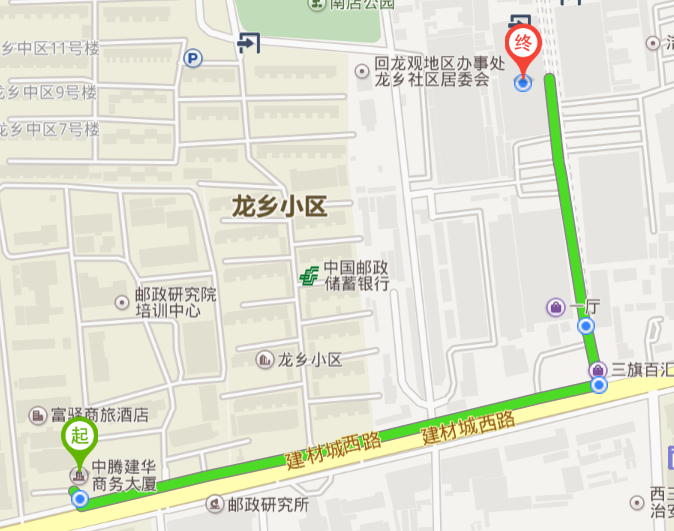 南店公园
终
龙乡中区11号楼
P
回龙观地区办事处
龙乡社区居委会
龙乡中区9号楼
龙乡中区7号楼
龙乡小区
中国邮政
储蓄银行
邮政研究院
培训中心
一厅
龙乡小区
三旗百汇
富驿商旅酒店
起
建材城西路
建材城西路
中腾建华
商务大厦
邮政研究所
西三
治安